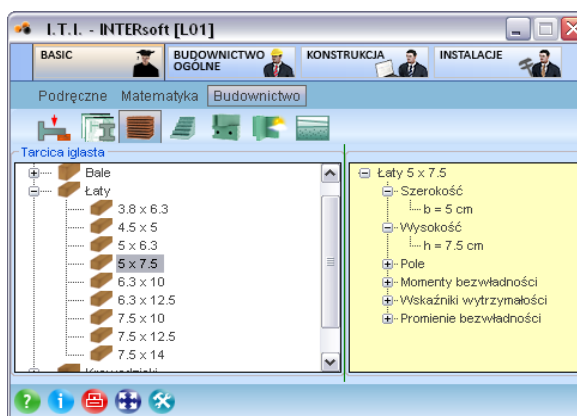 I.T.I. - INTERsoft [L01]
BASIC
BUDOWNICTWO OGÓLNE
KONSTRUKCJA
INSTALACJE
Podręczne Matematyka Budownictwo
Tarcica iglasta
Bale
Łaty
3.8 x 6.3
4.5 x 5
5 x 6.3
5 x 7.5
6.3 x 10
6.3 x 12.5
7.5 x 10
7.5 x 12.5
7.5 x 14
Łaty 5 x 7.5
Szerokość
b = 5 cm
Wysokość
h = 7.5 cm
Pole
Momenty bezwładności
Wskaźniki wytrzymałości
Promienie bezwładności